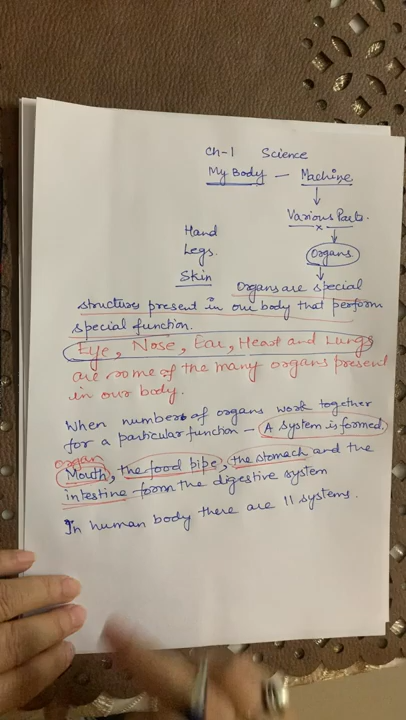 Ch-1 Science
My Body — Machine
Various Parts.
Hand
Legs.
Organs
Skin
Organs are special
structures present in our body that perform
special function.
Eye, Nose, Ear, Heart and Lungs
are some of the many organs present
in our body.
When numbers of organs work together
for a particular function – A system is formed.
organ
Mouth, the food pipe, the stomach and the
intestine form the digestive system
In human body there are 11 systems.